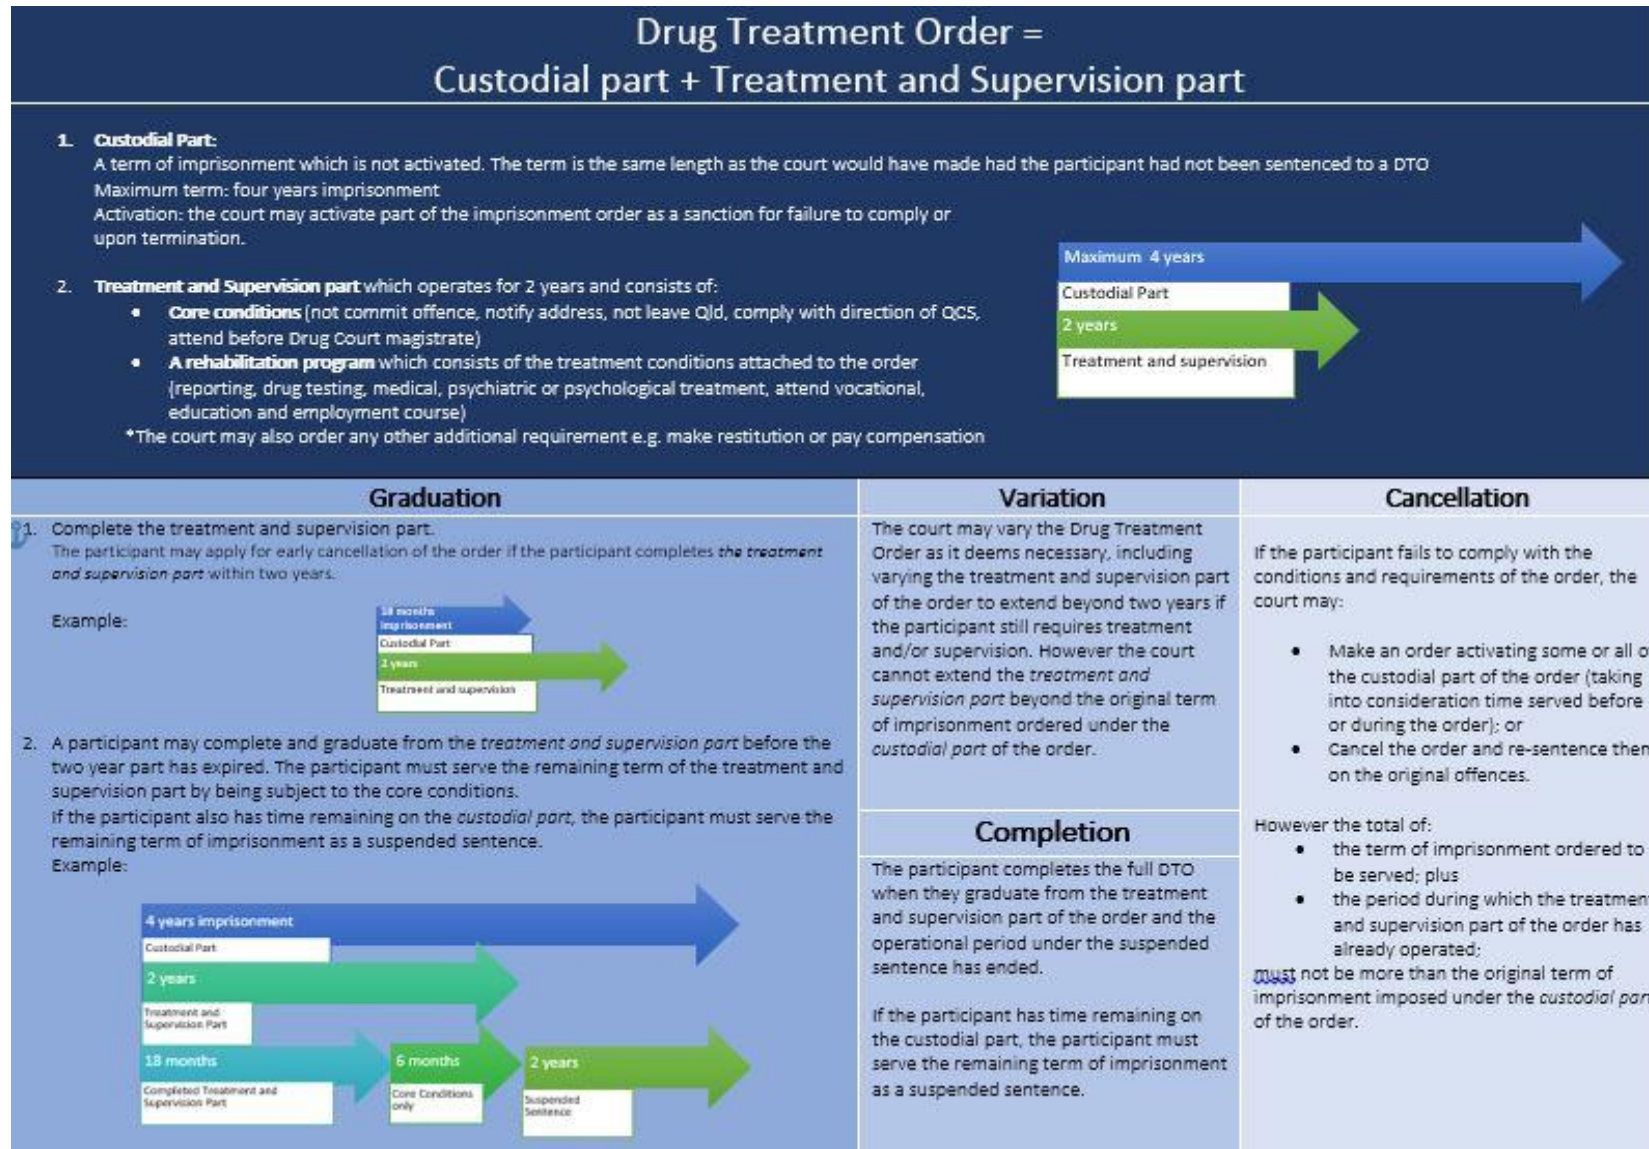 Drug Treatment Order =
Custodial part + Treatment and Supervision part
1. Custodial Part:
A term of imprisonment which is not activated. The term is the same length as the court would have made had the participant had not been sentenced to a DTO
Maximum term: four years imprisonment
Activation: the court may activate part of the imprisonment order as a sanction for failure to comply or
upon termination.
2. Treatment and Supervision part which operates for 2 years and consists of:
• Core conditions (not commit offence, notify address, not leave Qld, comply with direction of QCS,
attend before Drug Court magistrate)
• A rehabilitation program which consists of the treatment conditions attached to the order
(reporting, drug testing, medical, psychiatric or psychological treatment, attend vocational,
education and employment course)
*The court may also order any other additional requirement e.g. make restitution or pay compensation
Maximum 4 years
Custodial Part
2 years
Treatment and supervision
Graduation
1. Complete the treatment and supervision part.
The participant may apply for early cancellation of the order if the participant completes the treatment
and supervision part within two years.
Example:
18 months
imprisonment
Custodial Part
2 years
Treatment and supervision
2. A participant may complete and graduate from the treatment and supervision part before the
two year part has expired. The participant must serve the remaining term of the treatment and
supervision part by being subject to the core conditions.
If the participant also has time remaining on the custodial part, the participant must serve the
remaining term of imprisonment as a suspended sentence.
Example:
4 years imprisonment
Custodial Part
2 years
Treatment and
Supervision Part
18 months
Completed Treatment and
Supervision Part
6 months
Core Conditions
only
2 years
Suspended
Sentence
Variation
The court may vary the Drug Treatment
Order as it deems necessary, including
varying the treatment and supervision part
of the order to extend beyond two years if
the participant still requires treatment
and/or supervision. However the court
cannot extend the treatment and
supervision part beyond the original term
of imprisonment ordered under the
custodial part of the order.
Completion
The participant completes the full DTO
when they graduate from the treatment
and supervision part of the order and the
operational period under the suspended
sentence has ended.
If the participant has time remaining on
the custodial part, the participant must
serve the remaining term of imprisonment
as a suspended sentence.
Cancellation
If the participant fails to comply with the
conditions and requirements of the order, the
court may:
• Make an order activating some or all o
the custodial part of the order (taking
into consideration time served before
or during the order); or
• Cancel the order and re-sentence then
on the original offences.
However the total of:
• the term of imprisonment ordered to
be served; plus
• the period during which the treatmen
and supervision part of the order has
already operated;
must not be more than the original term of
imprisonment imposed under the custodial part
of the order.